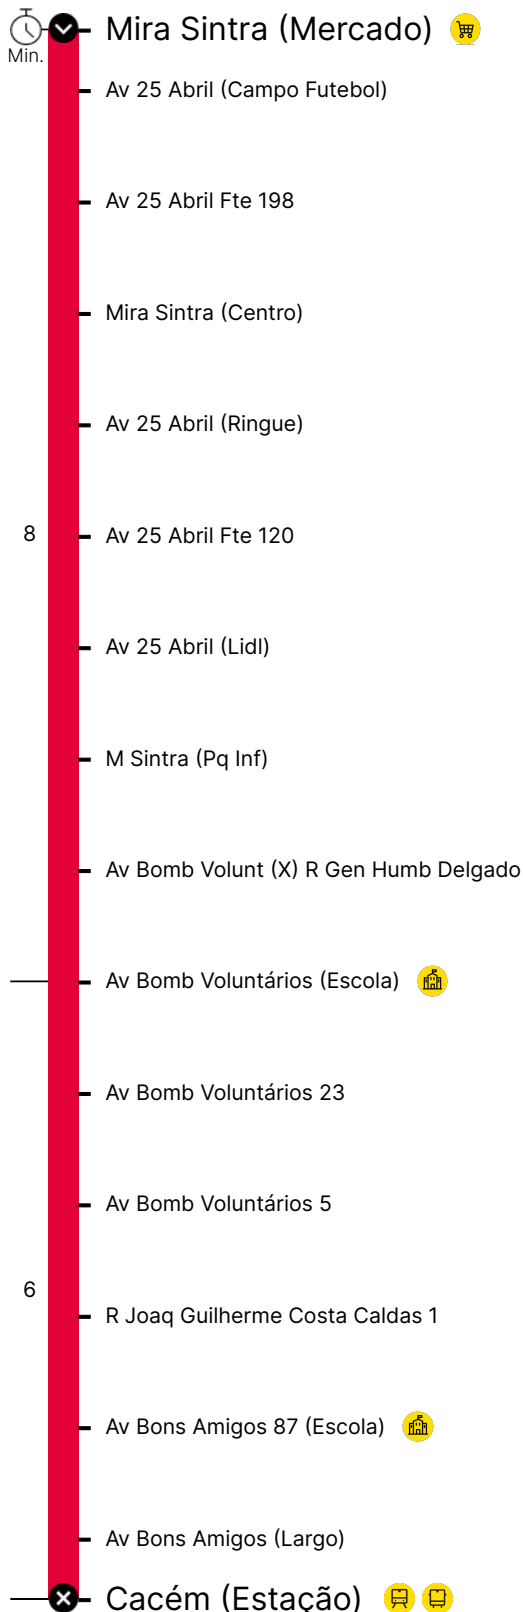 Mira Sintra (Mercado)
Min.
Av 25 Abril (Campo Futebol)
Av 25 Abril Fte 198
Mira Sintra (Centro)
Av 25 Abril (Ringue)
8
Av 25 Abril Fte 120
Av 25 Abril (Lidl)
M Sintra (Pq Inf)
Av Bomb Volunt (X) R Gen Humb Delgado
Av Bomb Voluntários (Escola)
Av Bomb Voluntários 23
Av Bomb Voluntários 5
6
R Joaq Guilherme Costa Caldas 1
Av Bons Amigos 87 (Escola)
Av Bons Amigos (Largo)
Cacém (Estação)